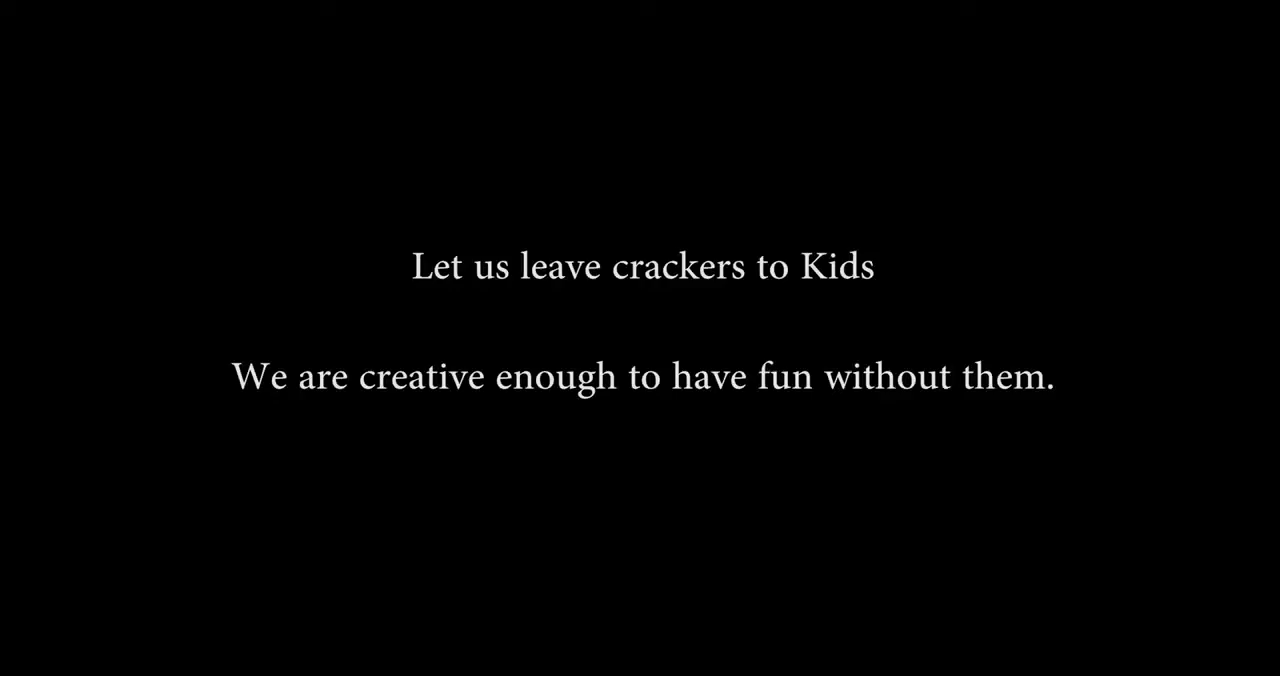 Let us leave crackers to Kids
We are creative enough to have fun without them.